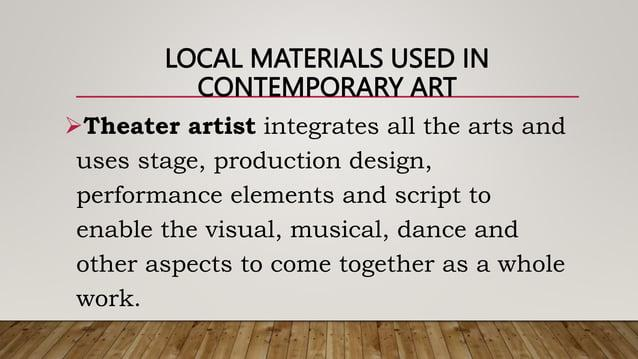 LOCAL MATERIALS USED IN
CONTEMPORARY ART
➢Theater artist integrates all the arts and
uses stage, production design,
performance elements and script to
enable the visual, musical, dance and
other aspects to come together as a whole
work.